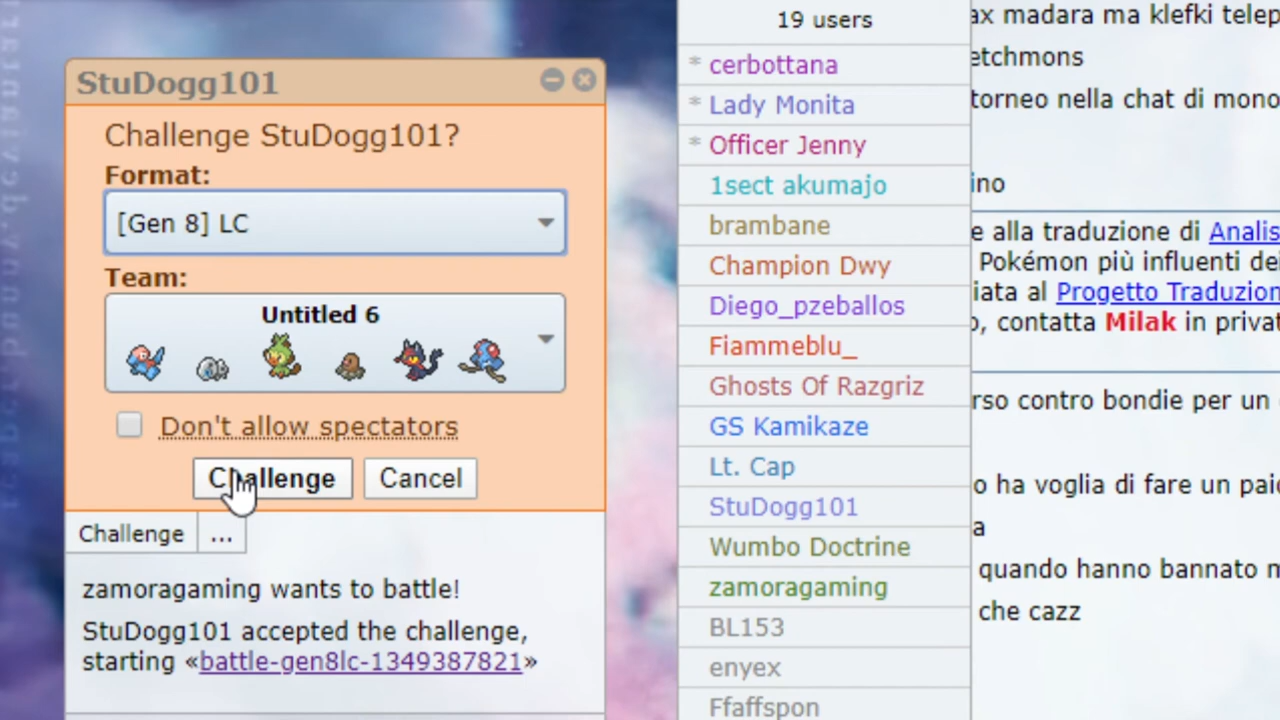 StuDogg101
Challenge StuDogg101?
Format:
[Gen 8] LC
Team:
Untitled 6
Don't allow spectators
Challenge
Cancel
Challenge
...
zamoragaming wants to battle!
StuDogg101 accepted the challenge,
starting «battle-gen8lc-1349387821»
19 users
* cerbottana
* Lady Monita
* Officer Jenny
1sect akumajo
brambane
Champion Dwy
Diego_pzeballos
Fiammeblu_
Ghosts Of Razgriz
GS Kamikaze
Lt. Cap
StuDogg101
Wumbo Doctrine
zamoragaming
BL153
enyex
Ffaffspon
ax madara ma klefki telep
etchmons
torneo nella chat di mono
ino
e alla traduzione di Analis
Pokémon più influenti dei
iata al Progetto Traduzion
o, contatta Milak in privat
rso contro bondie per un
o ha voglia di fare un paio
a
quando hanno bannato m
che cazz